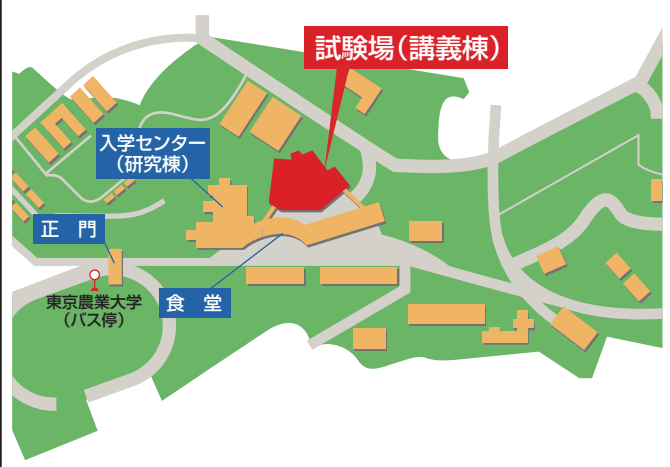 試験場(講義棟)
入学センター
(研究棟)
正　門
東京農業大学
(バス停)
食　堂